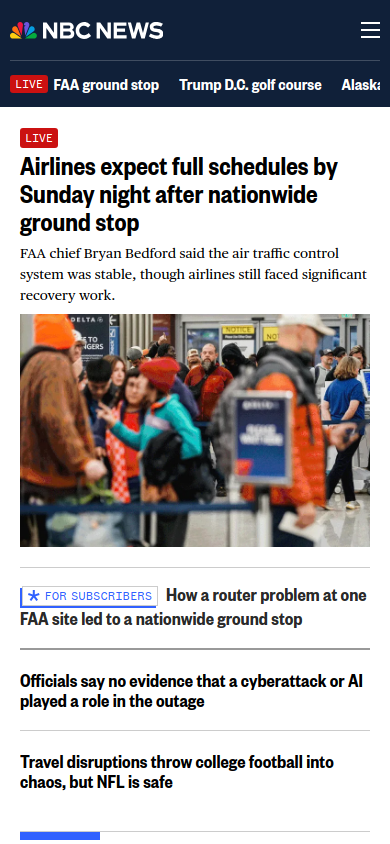 NBC NEWS
LIVE FAA ground stop Trump D.C. golf course Alaska
LIVE
Airlines expect full schedules by
Sunday night after nationwide
ground stop
FAA chief Bryan Bedford said the air traffic control
system was stable, though airlines still faced significant
recovery work.
DELTA
NOTICE
FOR SUBSCRIBERS How a router problem at one
FAA site led to a nationwide ground stop
Officials say no evidence that a cyberattack or AI
played a role in the outage
Travel disruptions throw college football into
chaos, but NFL is safe